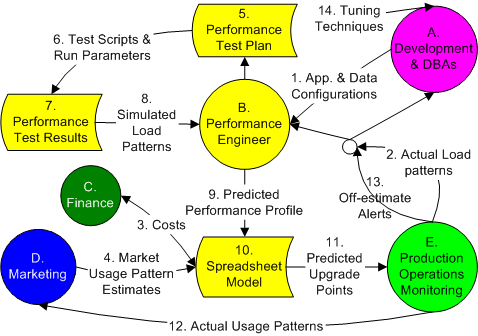 14. Tuning
Techniques
5.
Performance
Test Plan
A.
Development
& DBAs
6. Test Scripts &
Run Parameters
1. App. & Data
Configurations
7.
Performance
Test Results
8.
Simulated
Load
Patterns
B.
Performance
Engineer
2. Actual Load
patterns
13.
Off-estimate
Alerts
C.
Finance
9. Predicted
Performance Profile
3. Costs
D.
Marketing
4. Market
Usage Pattern
Estimates
10.
Spreadsheet
Model
11.
Predicted
Upgrade
Points
E.
Production
Operations
Monitoring
12. Actual Usage Patterns